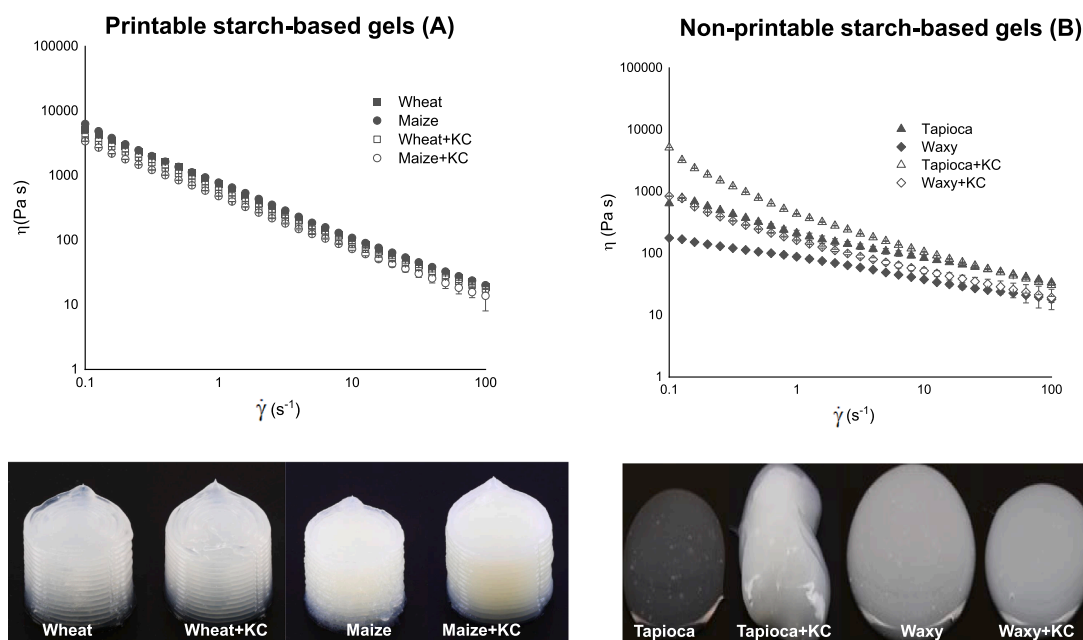 Printable starch-based gels (A)
100000
10000
1000
100
10
1
η(Pa s)
0.1
1
10
100
γ̇ (s⁻¹)
Wheat
Maize
Wheat+KC
Maize+KC
Wheat
Wheat+KC
Maize
Maize+KC
Non-printable starch-based gels (B)
100000
10000
1000
100
10
1
η (Pa s)
0.1
1
10
100
γ̇ (s⁻¹)
Tapioca
Waxy
Tapioca+KC
Waxy+KC
Tapioca
Tapioca+KC
Waxy
Waxy+KC